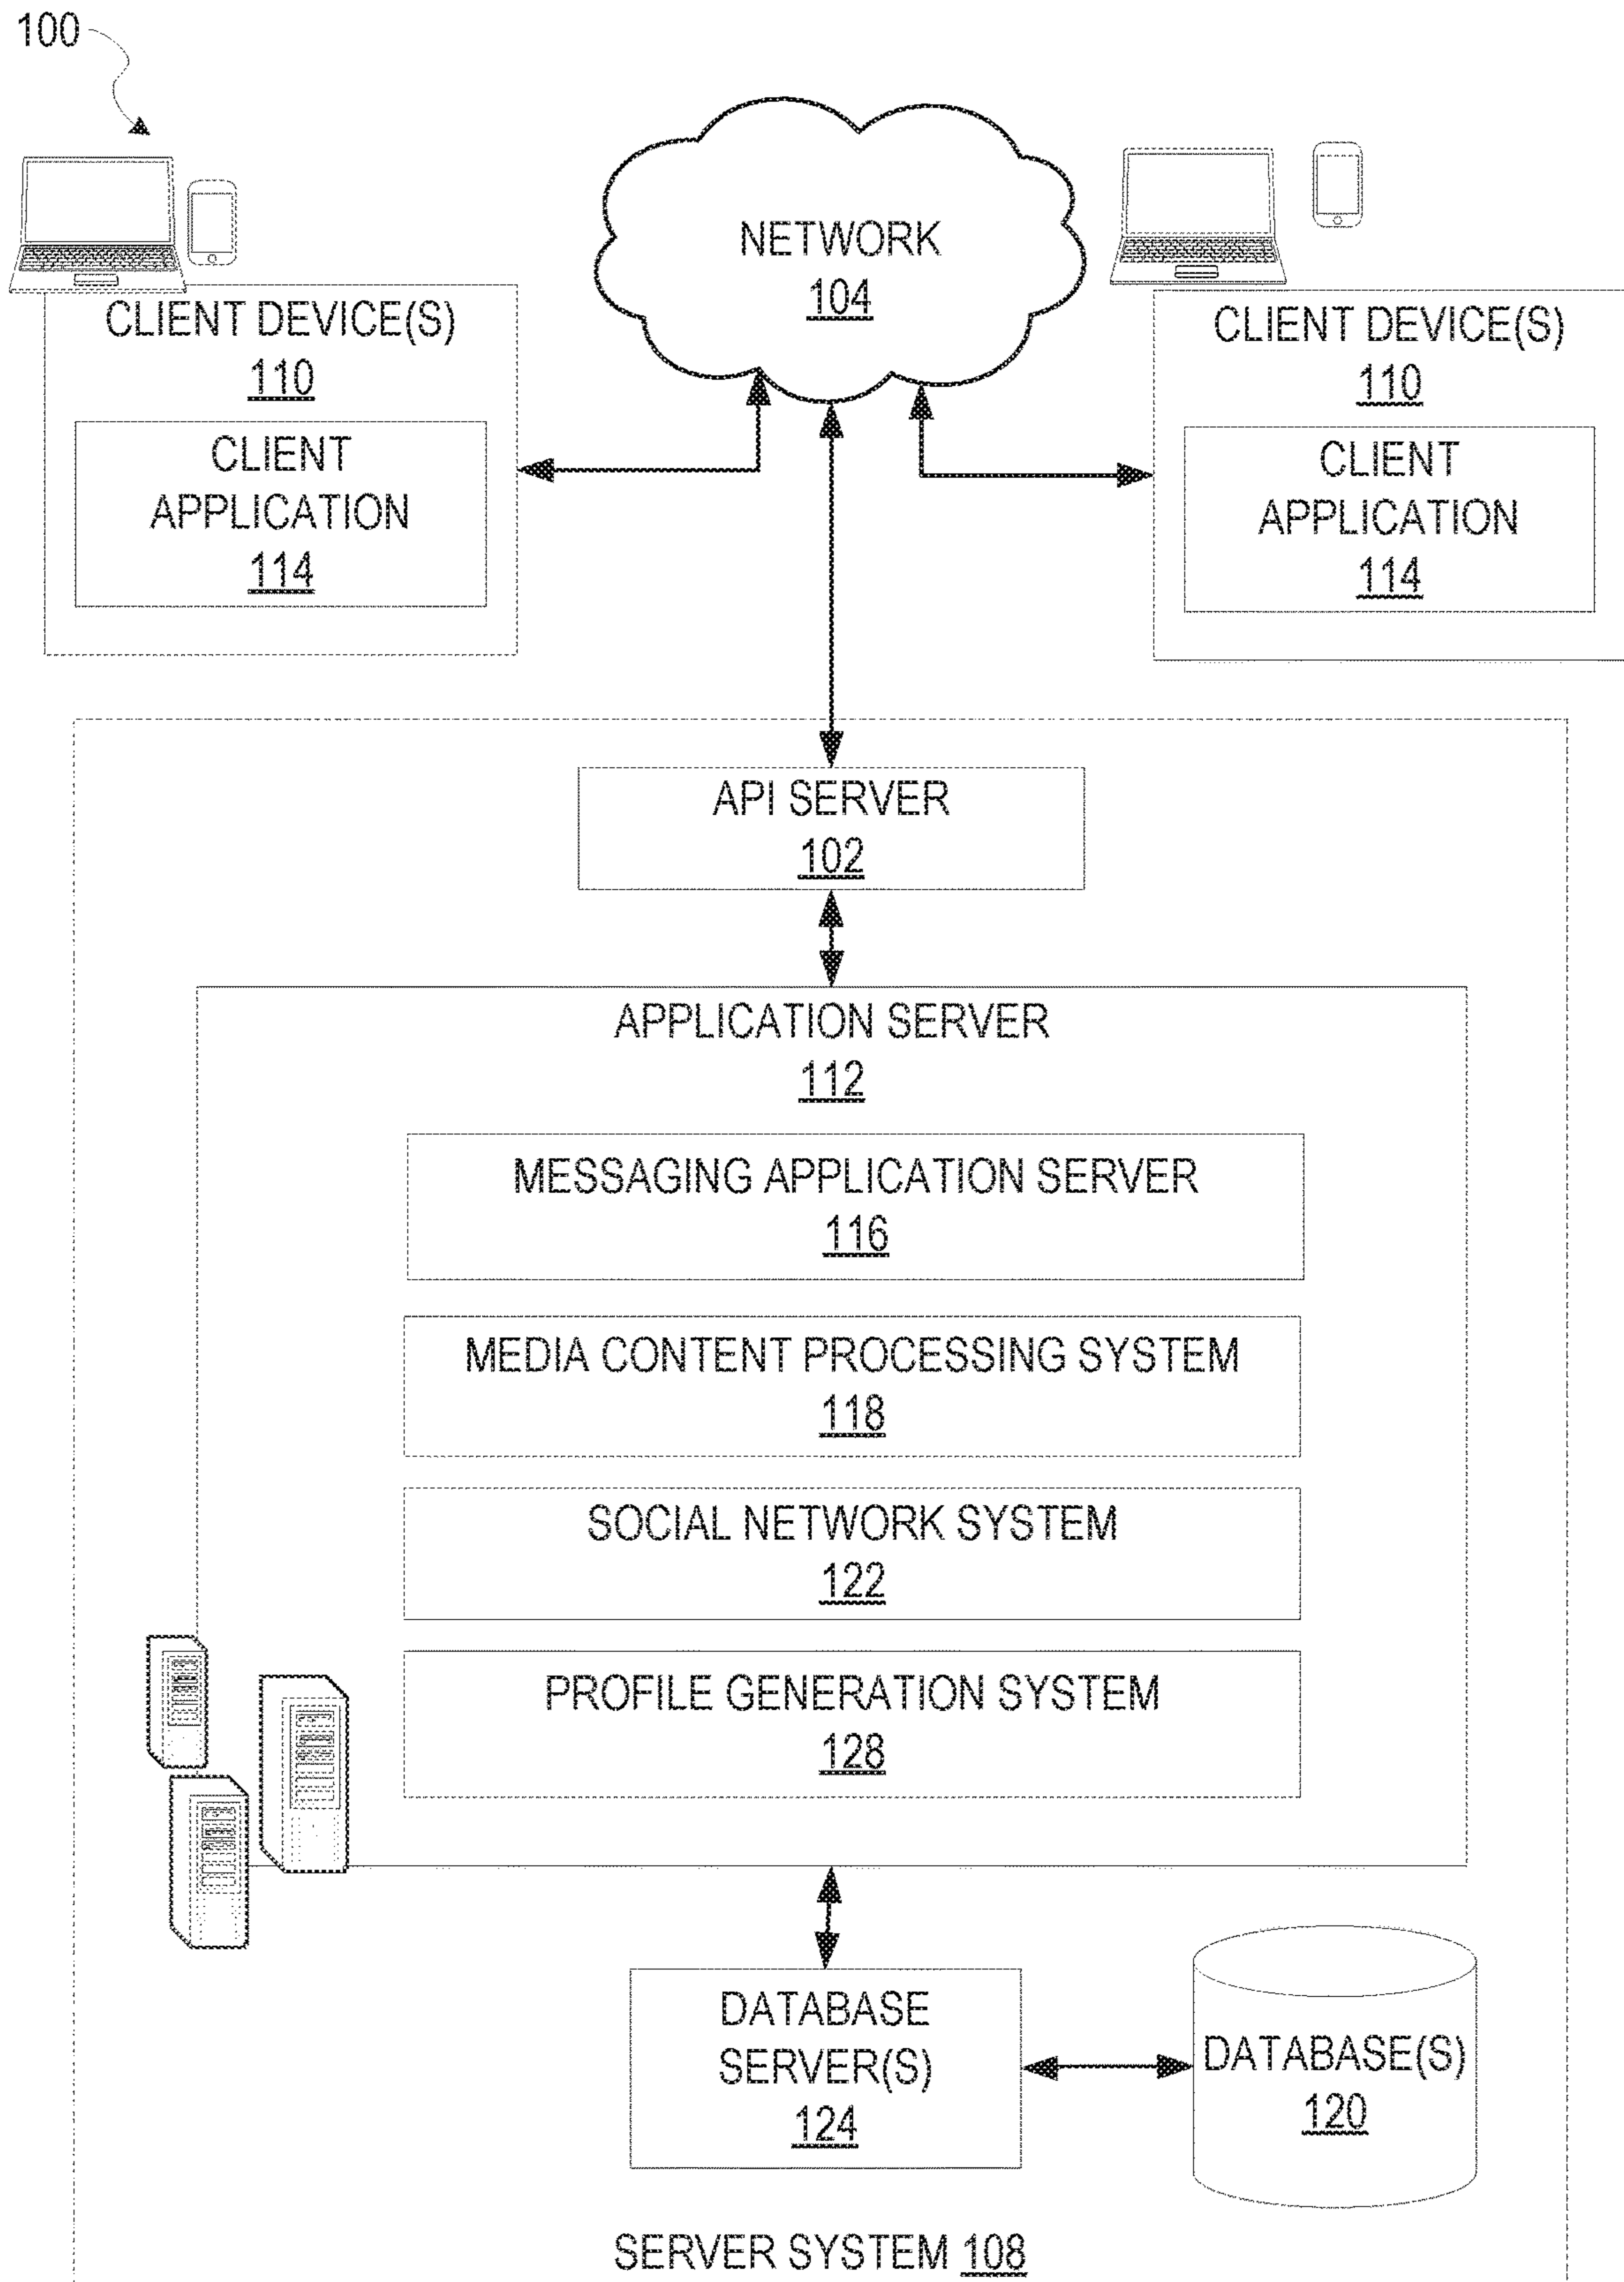 100
NETWORK
104
CLIENT DEVICE(S)
110
CLIENT
APPLICATION
114
CLIENT DEVICE(S)
110
CLIENT
APPLICATION
114
API SERVER
102
APPLICATION SERVER
112
MESSAGING APPLICATION SERVER
116
MEDIA CONTENT PROCESSING SYSTEM
118
SOCIAL NETWORK SYSTEM
122
PROFILE GENERATION SYSTEM
128
DATABASE
SERVER(S)
124
DATABASE(S)
120
SERVER SYSTEM 108